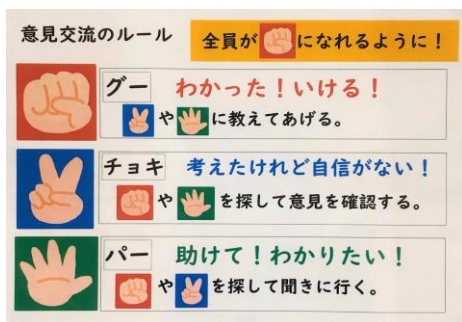 意見交流のルール
全員が✊になれるように！
グー わかった！いける！
✌や🖐に教えてあげる。
チョキ 考えたけれど自信がない！
✊や🖐を探して意見を確認する。
パー 助けて！わかりたい！
✊や✌を探して聞きに行く。